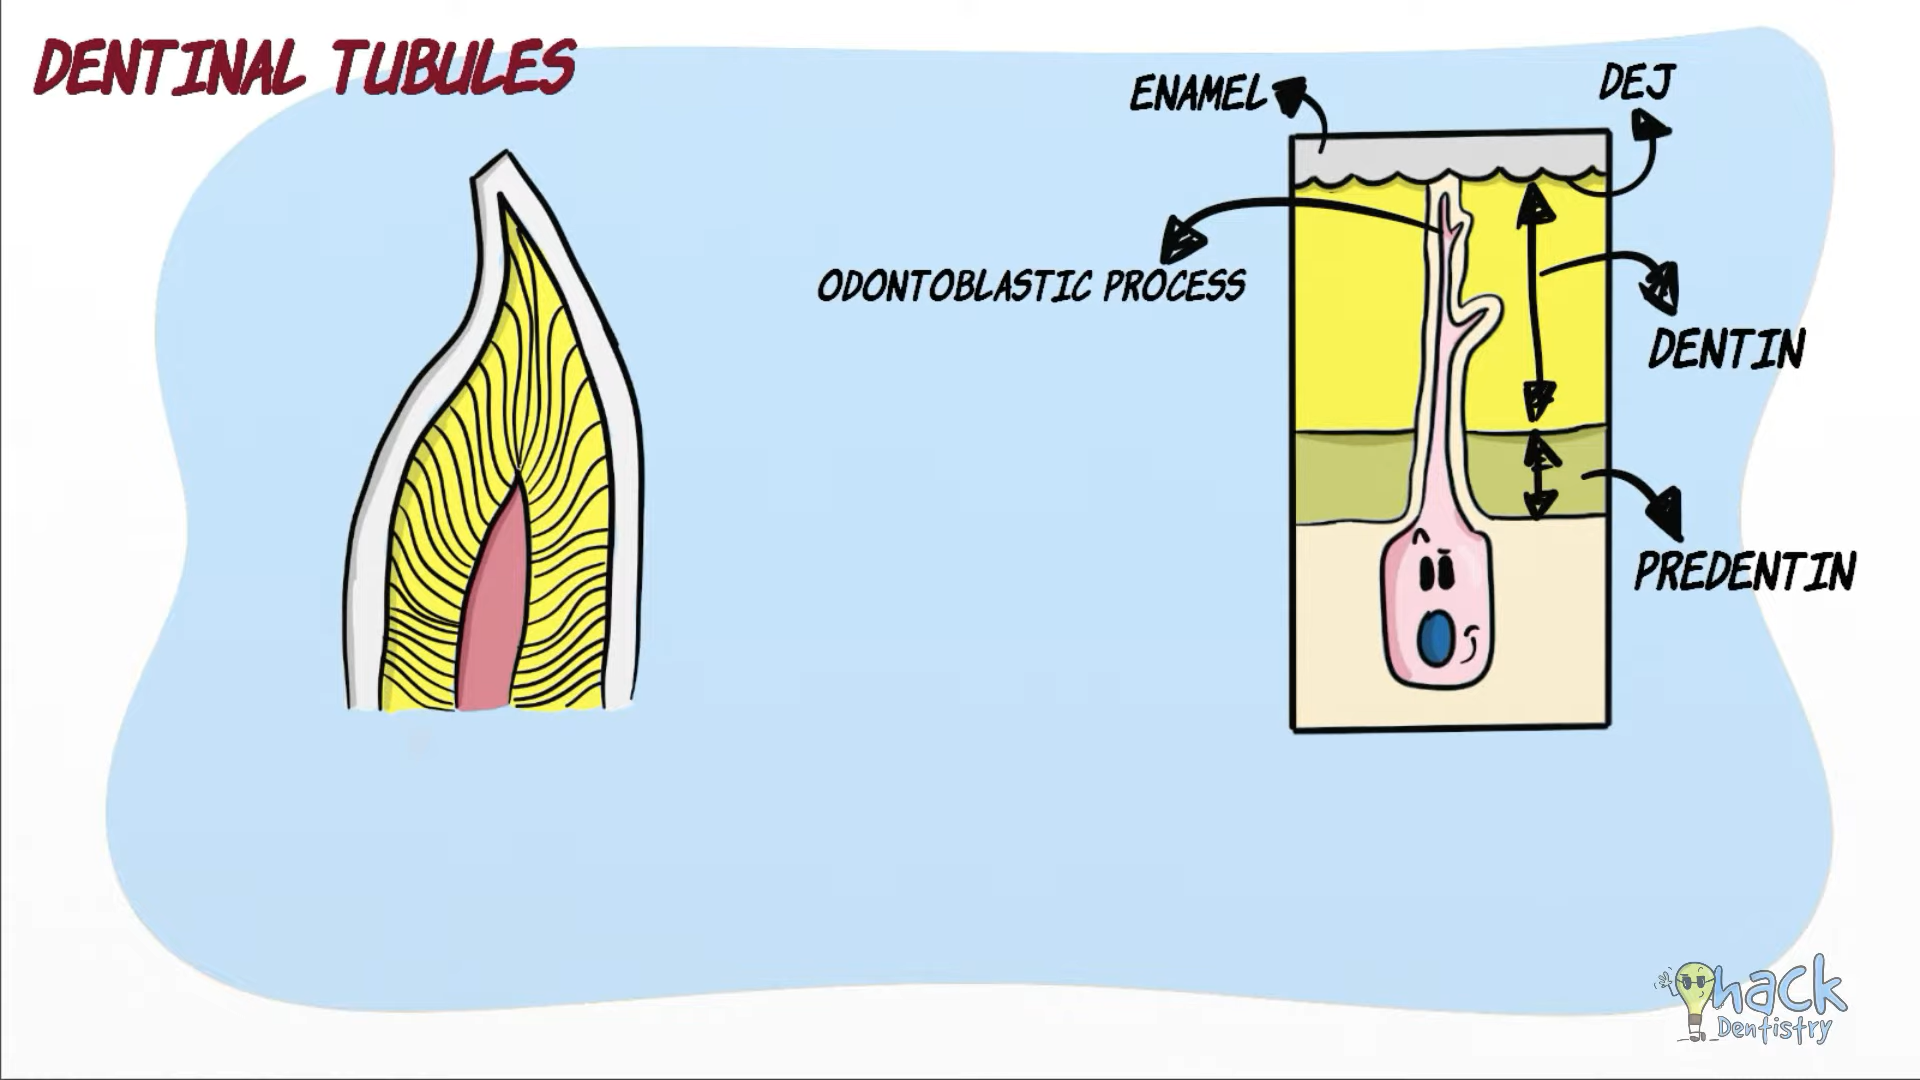 DENTINAL TUBULES
ENAMEL
DEJ
ODONTOBLASTIC PROCESS
DENTIN
PREDENTIN
hack
Dentistry